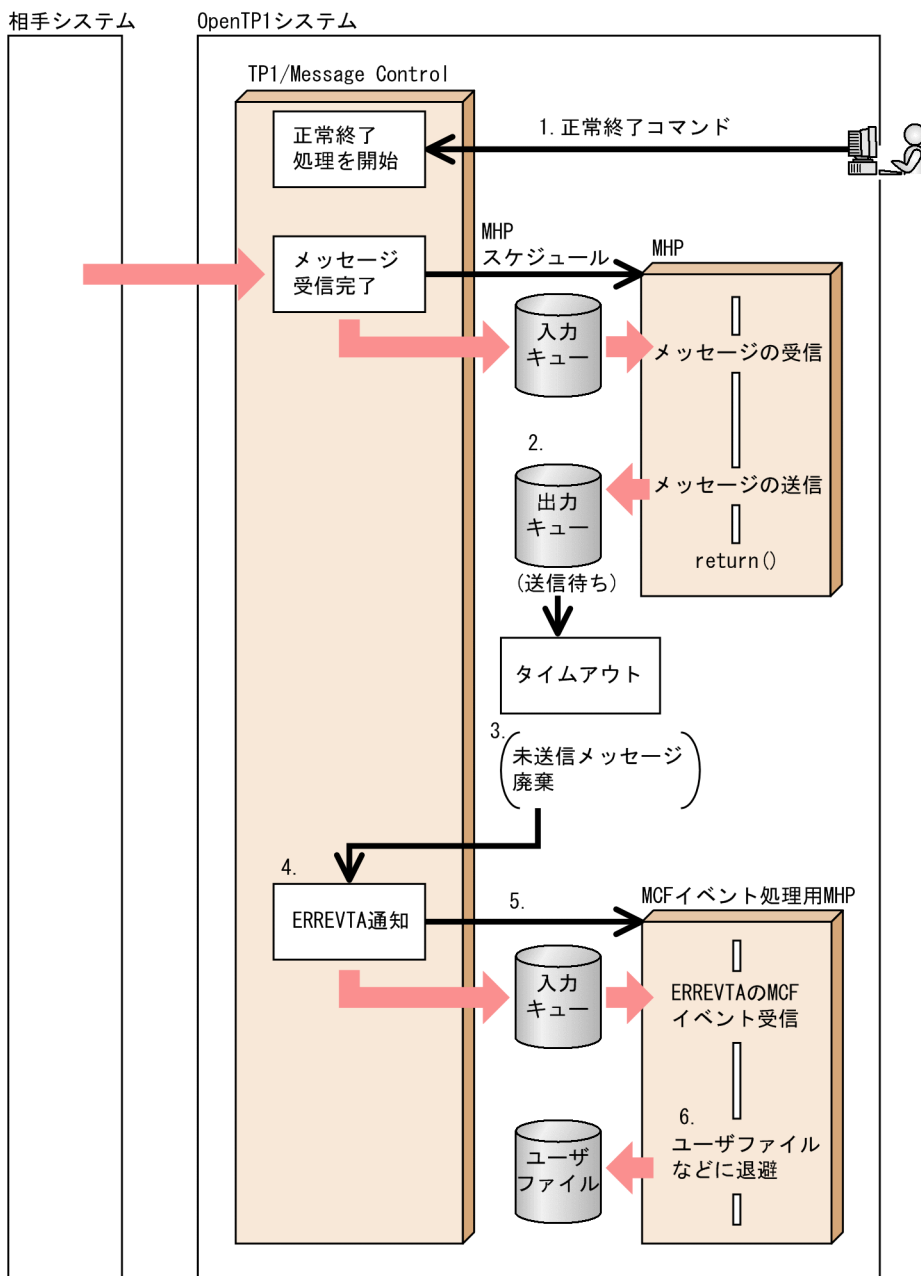 相手システム
OpenTP1システム
TP1/Message Control
正常終了
処理を開始
1.正常終了コマンド
メッセージ
受信完了
MHP
スケジュール
MHP
入力
キュー
メッセージの受信
2.
出力
キュー
メッセージの送信
return()
(送信待ち)
タイムアウト
3.
未送信メッセージ
廃棄
4.
ERREVTA通知
5.
MCFイベント処理用MHP
入力
キュー
ERREVTAのMCF
イベント受信
6.
ユーザファイル
などに退避
ユーザ
ファイル